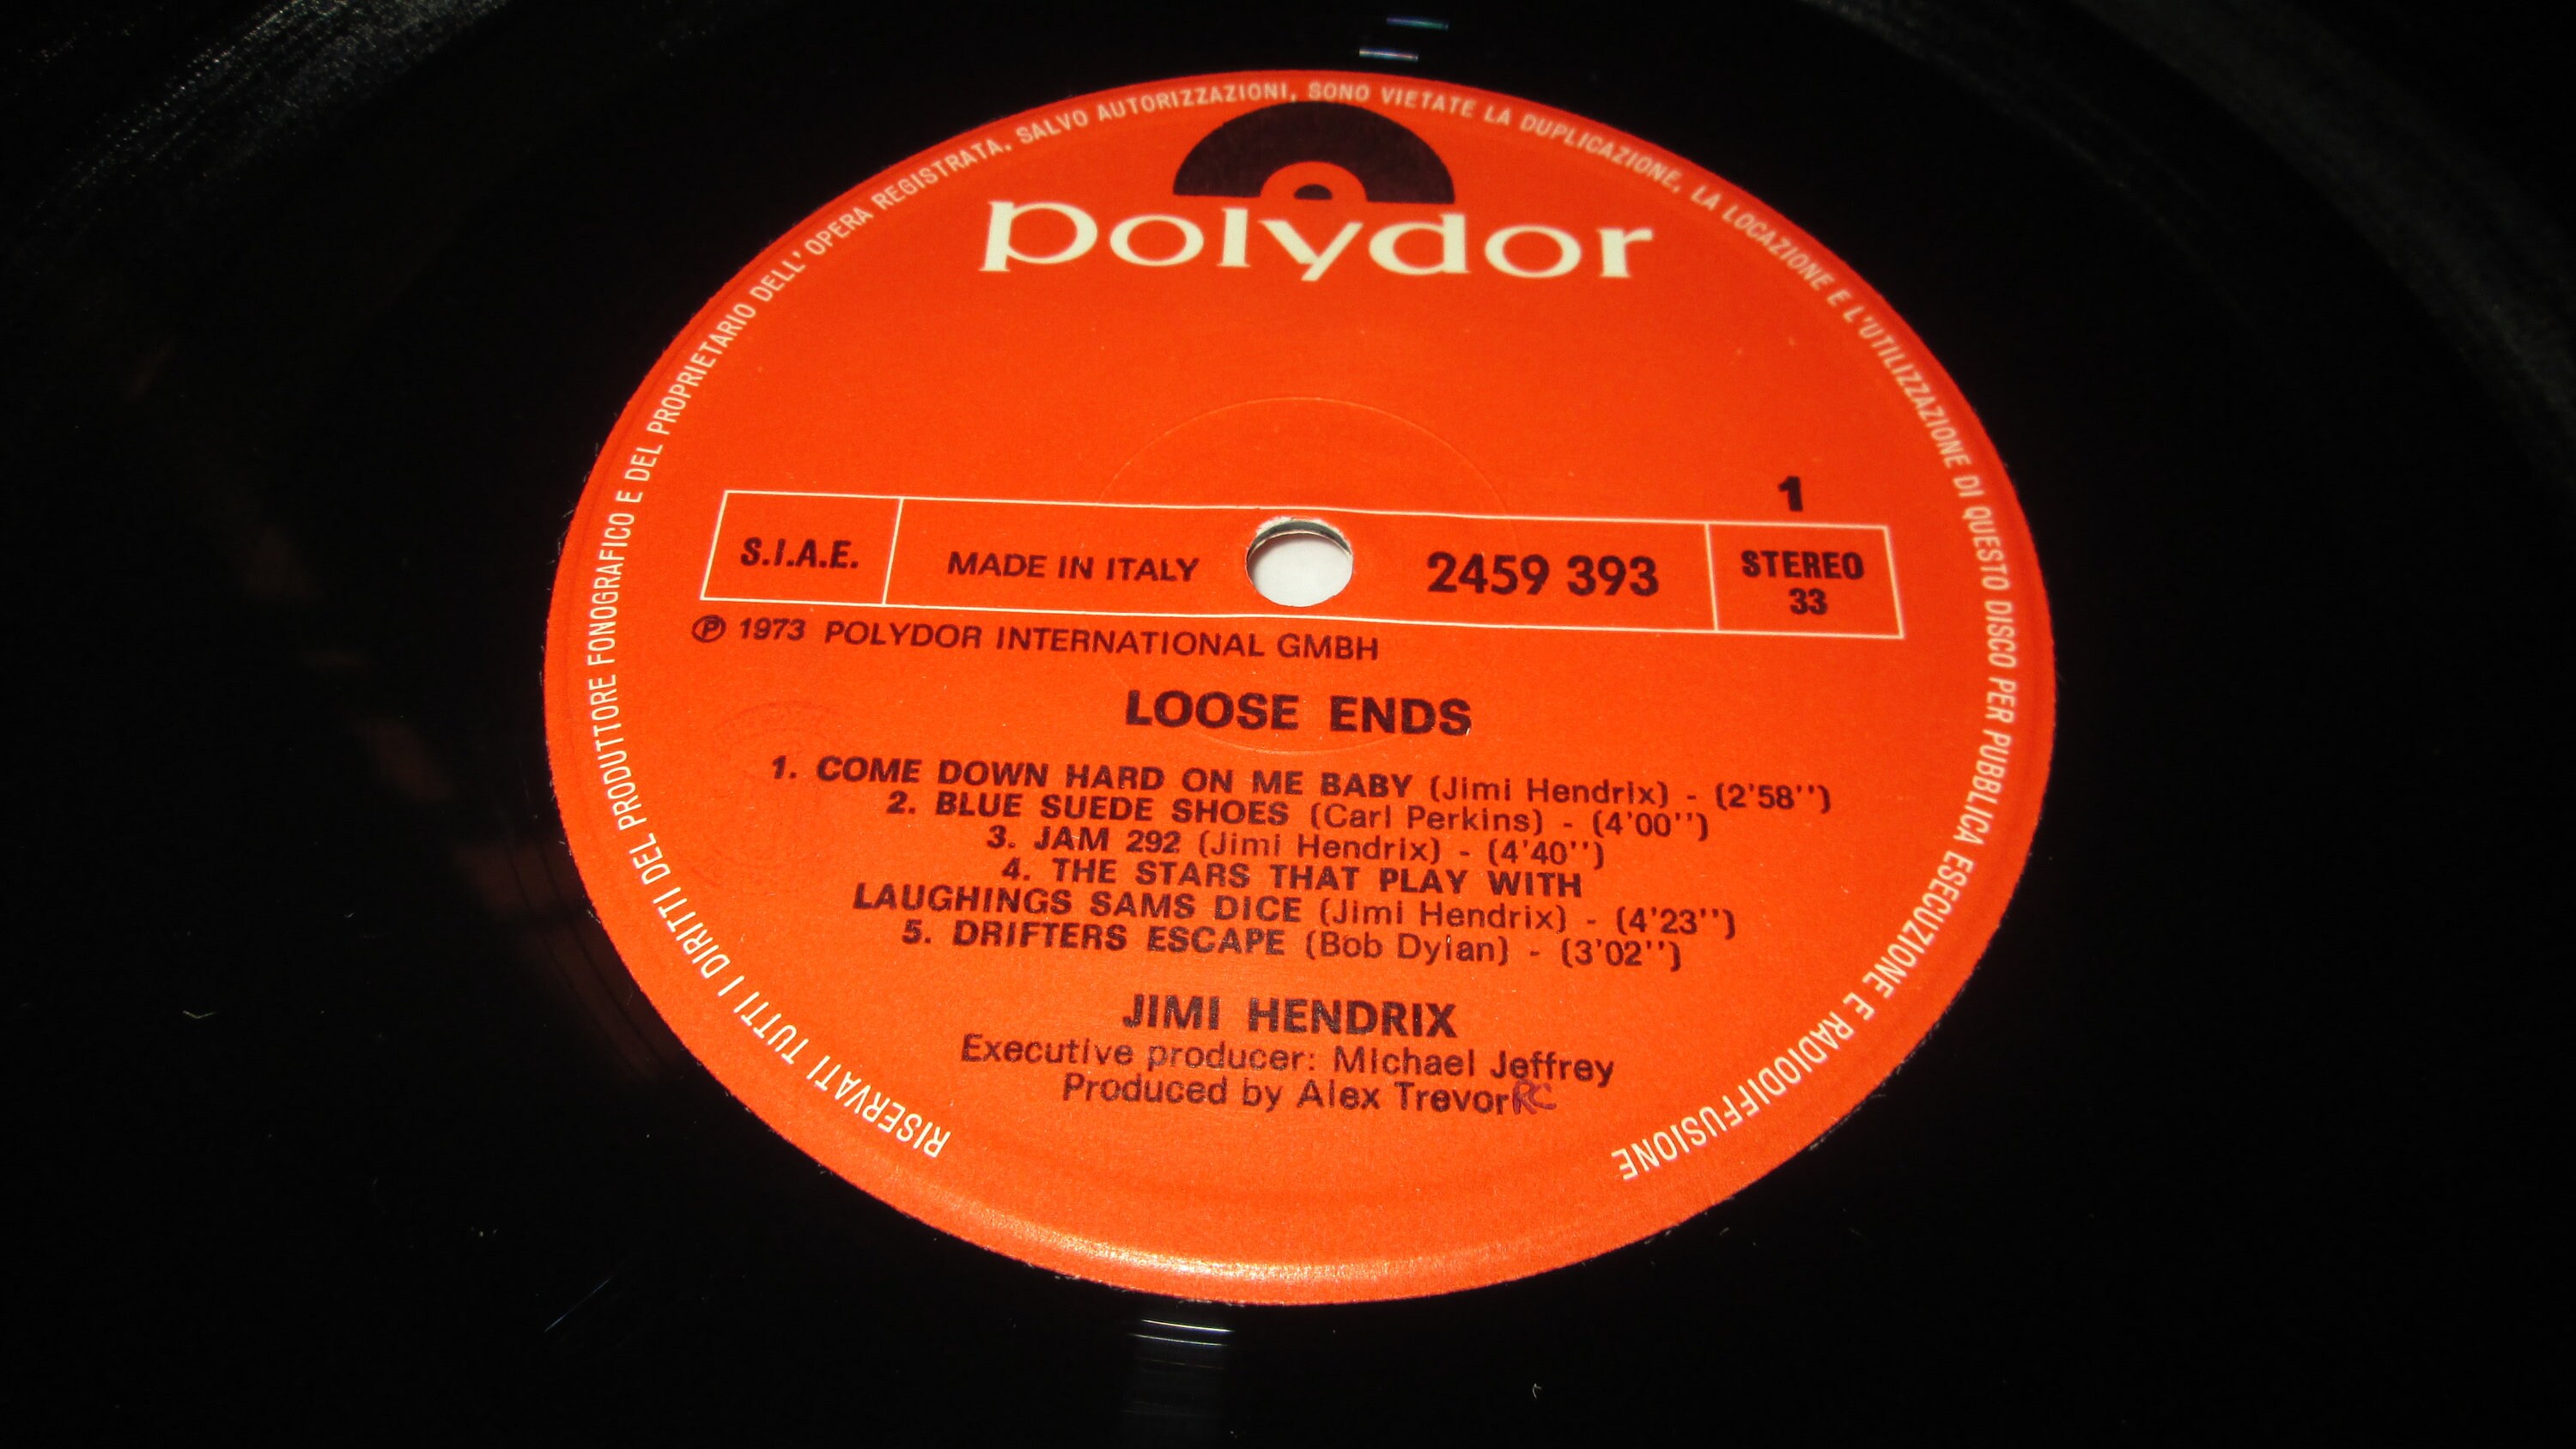 RISERVATI TUTTI I DIRITTI DEL PRODUTTORE FONOGRAFICO E DEL PROPRIETARIO DELL' OPERA REGISTRATA. SALVO AUTORIZZAZIONI, SONO VIETATE LA DUPLICAZIONE, LA LOCAZIONE E L'UTILIZZAZIONE DI QUESTO DISCO PER PUBBLICA ESECUZIONE E RADIODIFFUSIONE
polydor
1
S.I.A.E. MADE IN ITALY 2459 393 STEREO 33
Ⓟ 1973 POLYDOR INTERNATIONAL GMBH
LOOSE ENDS
1. COME DOWN HARD ON ME BABY (Jimi Hendrix) - (2'58'')
2. BLUE SUEDE SHOES (Carl Perkins) - (4'00'')
3. JAM 292 (Jimi Hendrix) - (4'40'')
4. THE STARS THAT PLAY WITH
LAUGHINGS SAMS DICE (Jimi Hendrix) - (4'23'')
5. DRIFTERS ESCAPE (Bob Dylan) - (3'02'')
JIMI HENDRIX
Executive producer: Michael Jeffrey
Produced by Alex Trevor RC